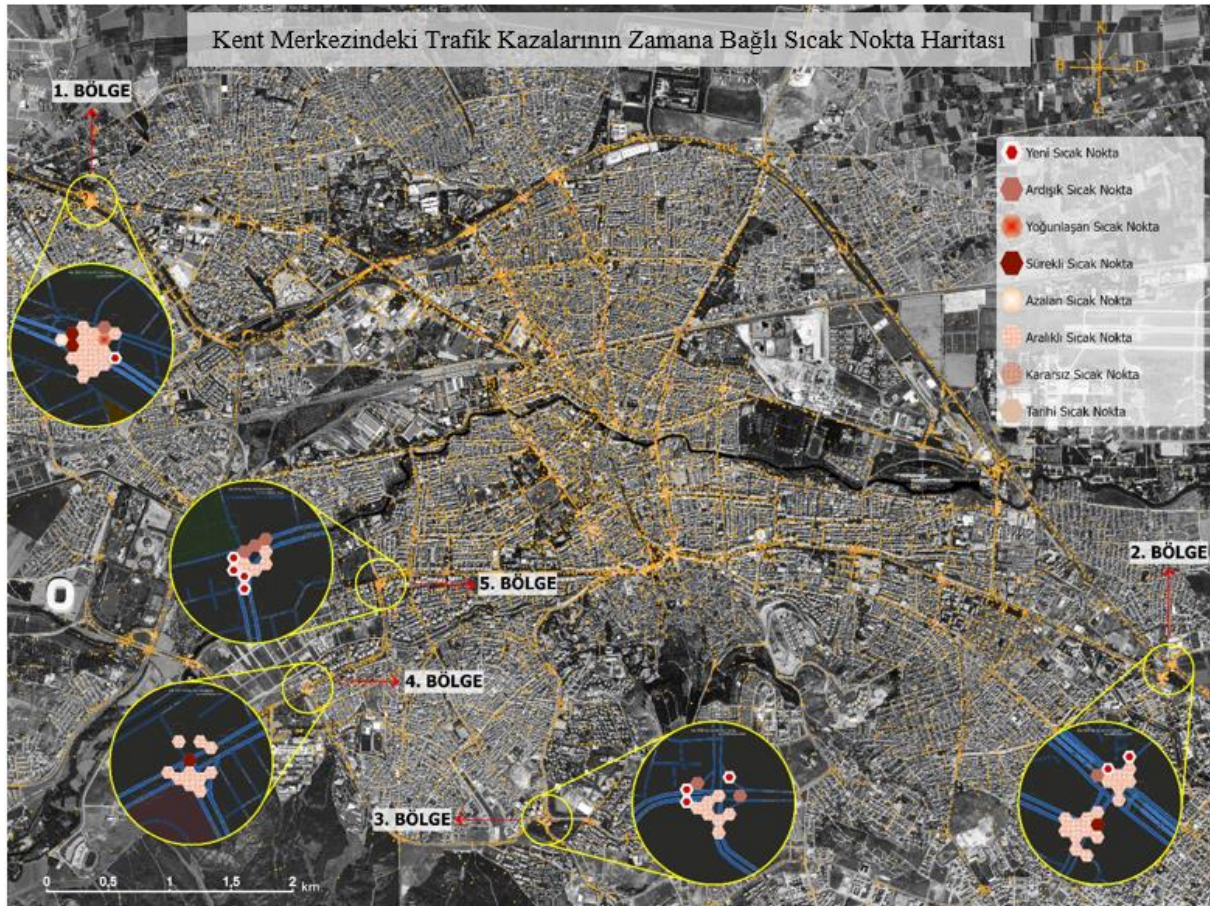 Kent Merkezindeki Trafik Kazalarının Zamana Bağlı Sıcak Nokta Haritası
K
B D
G
1. BÖLGE
Yeni Sıcak Nokta
Ardışık Sıcak Nokta
Yoğunlaşan Sıcak Nokta
Sürekli Sıcak Nokta
Azalan Sıcak Nokta
Aralıklı Sıcak Nokta
Kararsız Sıcak Nokta
Tarihi Sıcak Nokta
2. BÖLGE
5. BÖLGE
4. BÖLGE
3. BÖLGE
0 0,5 1 1,5 2 km